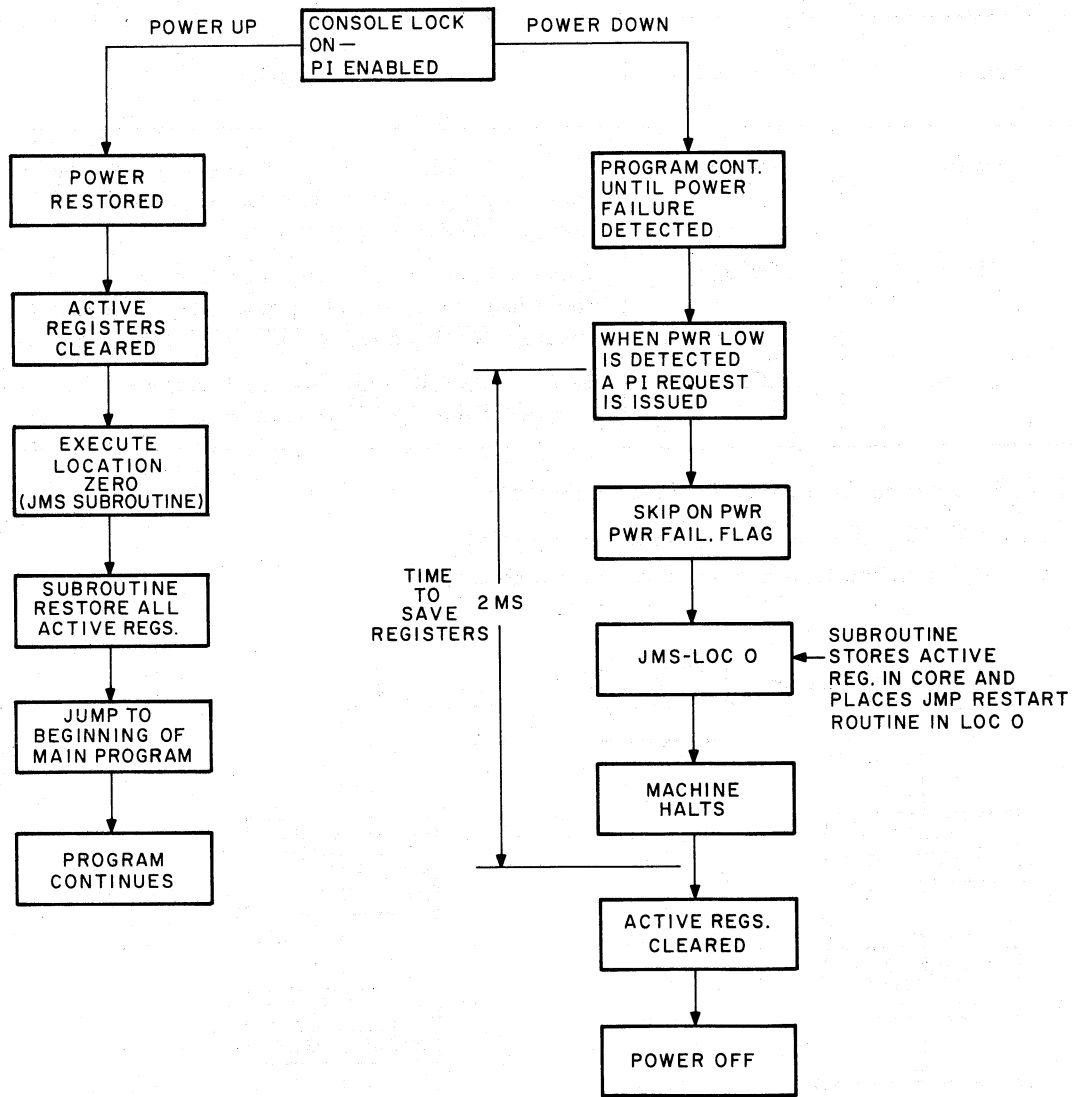 POWER UP
CONSOLE LOCK
ON—
PI ENABLED
POWER DOWN
POWER
RESTORED
ACTIVE
REGISTERS
CLEARED
EXECUTE
LOCATION
ZERO
(JMS SUBROUTINE)
SUBROUTINE
RESTORE ALL
ACTIVE REGS.
JUMP TO
BEGINNING OF
MAIN PROGRAM
PROGRAM
CONTINUES
PROGRAM CONT.
UNTIL POWER
FAILURE
DETECTED
WHEN PWR LOW
IS DETECTED
A PI REQUEST
IS ISSUED
SKIP ON PWR
PWR FAIL. FLAG
TIME
TO
SAVE
REGISTERS
2 MS
JMS-LOC 0
SUBROUTINE
STORES ACTIVE
REG. IN CORE AND
PLACES JMP RESTART
ROUTINE IN LOC 0
MACHINE
HALTS
ACTIVE REGS.
CLEARED
POWER OFF